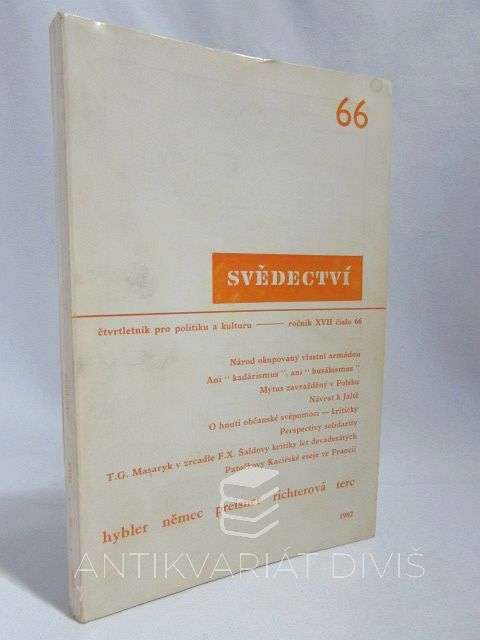 66
SVĚDECTVÍ
čtvrtletník pro politiku a kulturu —— ročník XVII číslo 66
Národ okupovaný vlastní armádou
Ani " kadárismus ", ani " husákismus "
Mýtus zavražděný v Polsku
Návrat k Jaltě
O hnutí občanské svépomoci — kriticky
Perspektivy solidarity
T.G. Masaryk v zrcadle F.X. Šaldovy kritiky let devadesátých
Patočkovy Kacířské eseje ve Francii
hybler němec preisner richterová terc
1982
ANTIKVARIÁT DIVIŠ